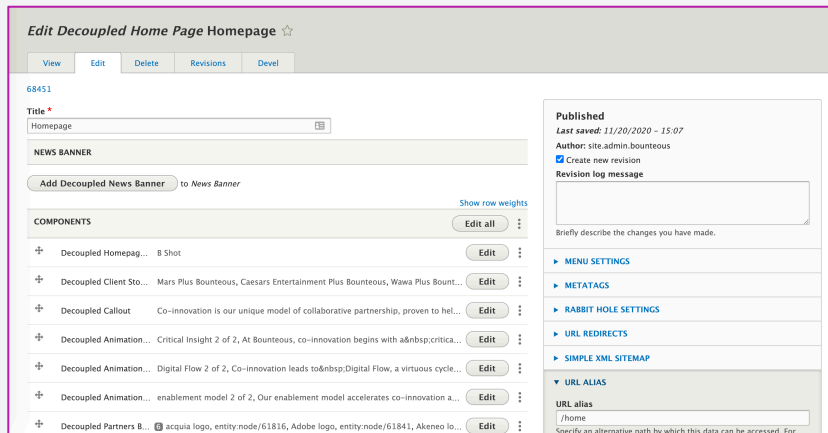 Edit Decoupled Home Page Homepage
View Edit Delete Revisions Devel
68451
Title *
Homepage
NEWS BANNER
Add Decoupled News Banner to News Banner
Show row weights
COMPONENTS Edit all
Decoupled Homepag... B Shot Edit
Decoupled Client Sto... Mars Plus Bounteous, Caesars Entertainment Plus Bounteous, Wawa Plus Bount... Edit
Decoupled Callout Co-innovation is our unique model of collaborative partnership, proven to hel... Edit
Decoupled Animation... Critical Insight 2 of 2, At Bounteous, co-innovation begins with a&nbsp;critica... Edit
Decoupled Animation... Digital Flow 2 of 2, Co-innovation leads to&nbsp;Digital Flow, a virtuous cycle... Edit
Decoupled Animation... enablement model 2 of 2, Our enablement model accelerates co-innovation a... Edit
Decoupled Partners B... 6 acquia logo, entity:node/61816, Adobe logo, entity:node/61841, Akeneo lo... Edit
Published
Last saved: 11/20/2020 - 15:07
Author: site.admin.bounteous
Create new revision
Revision log message
Briefly describe the changes you have made.
MENU SETTINGS
METATAGS
RABBIT HOLE SETTINGS
URL REDIRECTS
SIMPLE XML SITEMAP
URL ALIAS
URL alias
/home
Specify an alternative path by which this data can be accessed. For